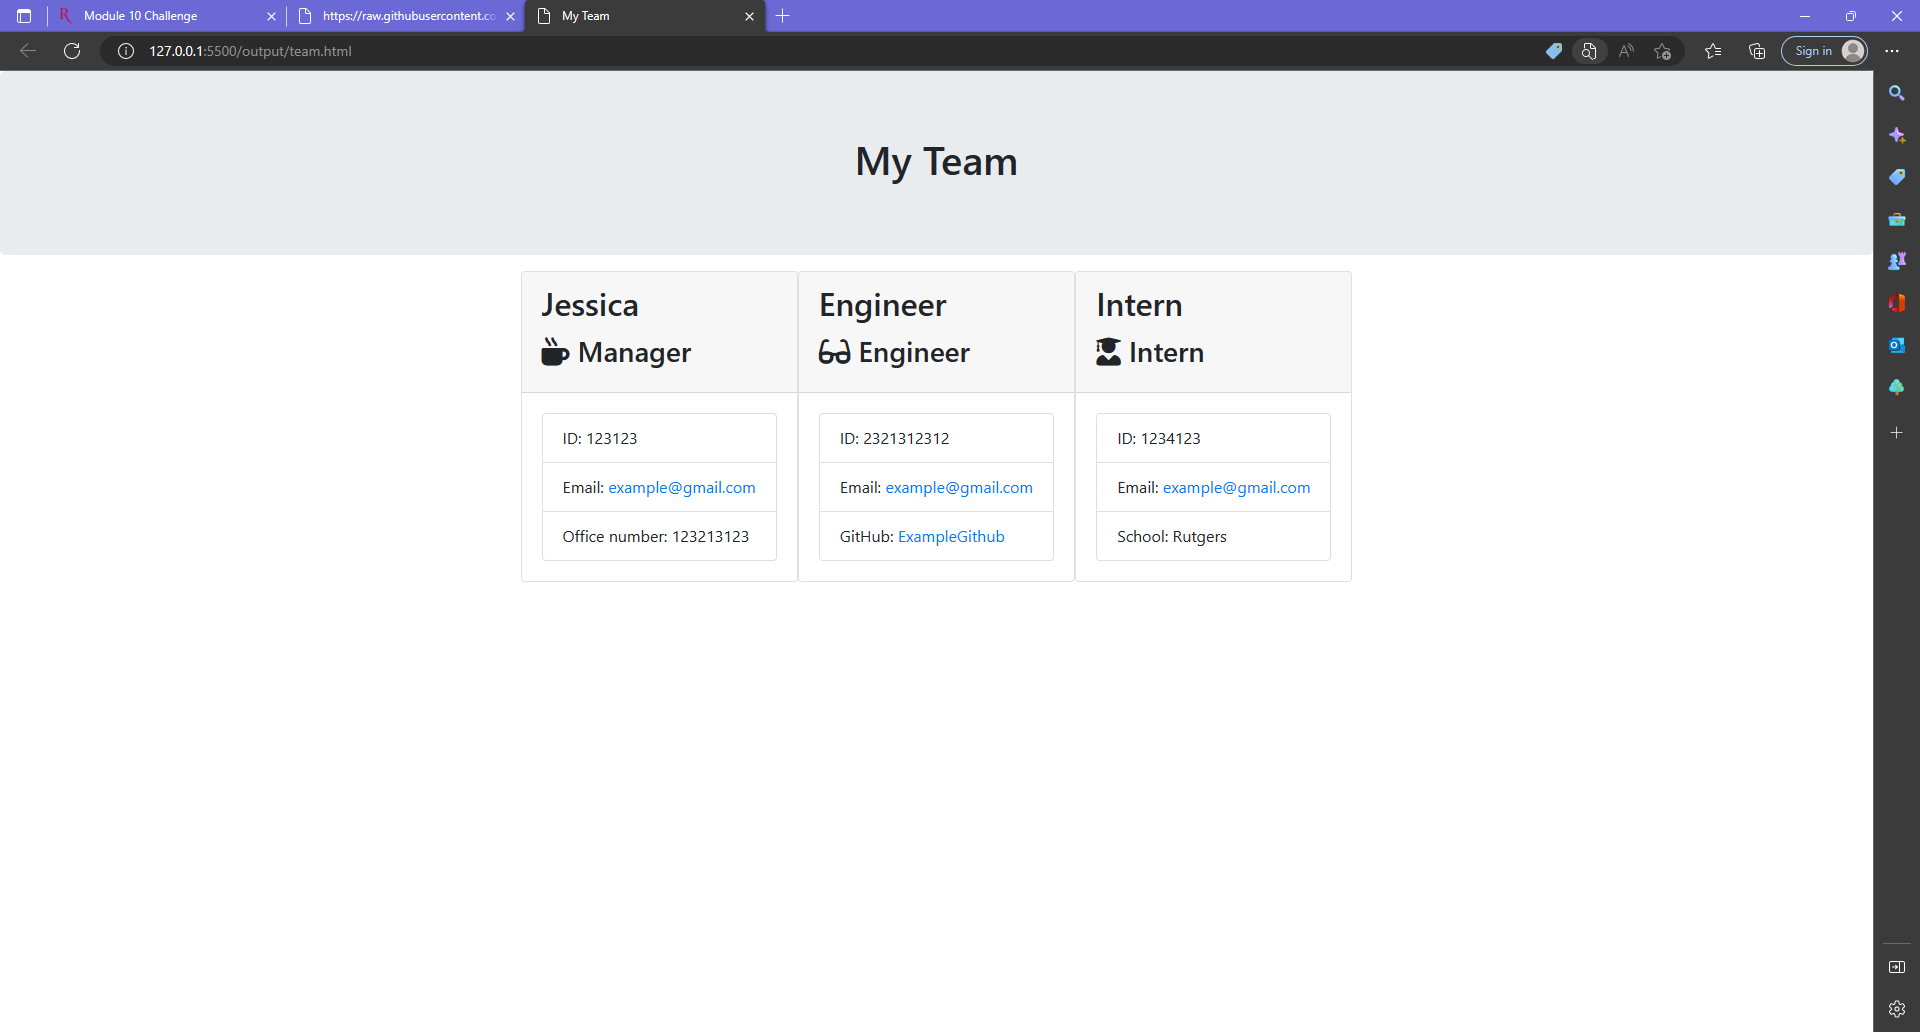 Module 10 Challenge
https://raw.githubusercontent.co
My Team
127.0.0.1:5500/output/team.html
Sign in
My Team
Jessica
Manager
ID: 123123
Email: example@gmail.com
Office number: 123213123
Engineer
Engineer
ID: 2321312312
Email: example@gmail.com
GitHub: ExampleGithub
Intern
Intern
ID: 1234123
Email: example@gmail.com
School: Rutgers